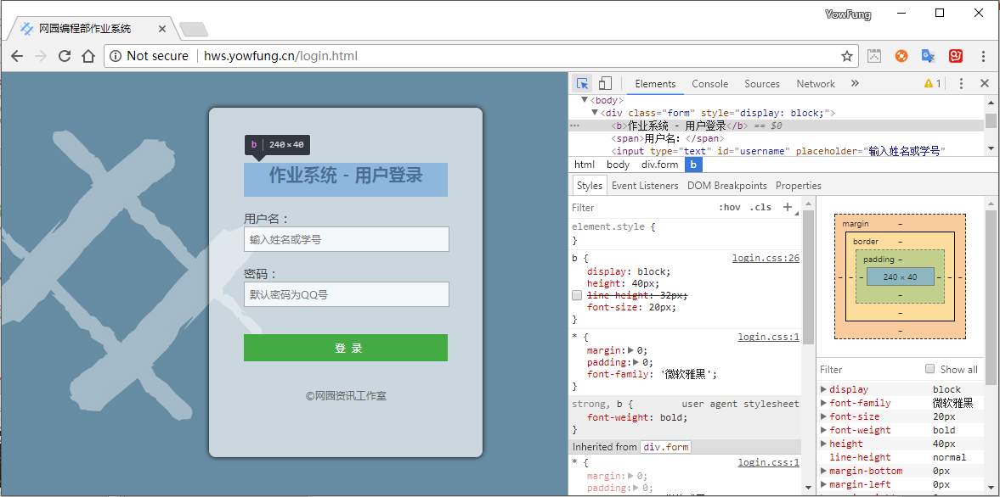 YowFung
网园编程部作业系统
Not secure hws.yowfung.cn/login.html
b 240 × 40
作业系统 - 用户登录
用户名：
输入姓名或学号
密码：
默认密码为QQ号
登 录
©网园资讯工作室
Elements Console Sources Network » 1
▼<body>
▼<div class="form" style="display: block;">
<b>作业系统 - 用户登录</b> == $0
<span>用户名：</span>
<input type="text" id="username" placeholder="输入姓名或学号"
html body div.form b
Styles Event Listeners DOM Breakpoints Properties
Filter :hov .cls +
element.style {
}
b { login.css:26
display: block;
height: 40px;
line-height: 32px;
font-size: 20px;
}
* { login.css:1
margin:▶0;
padding:▶0;
font-family: '微软雅黑';
}
strong, b { user agent stylesheet
font-weight: bold;
}
Inherited from div.form
* { login.css:1
margin:▶0;
padding:▶0;
margin –
border –
padding –
– – – 240 × 40 – – –
–
–
–
Filter Show all
▶display block
▶font-family 微软雅黑
▶font-size 20px
▶font-weight bold
▶height 40px
line-height normal
▶margin-bottom 0px
▶margin-left 0px